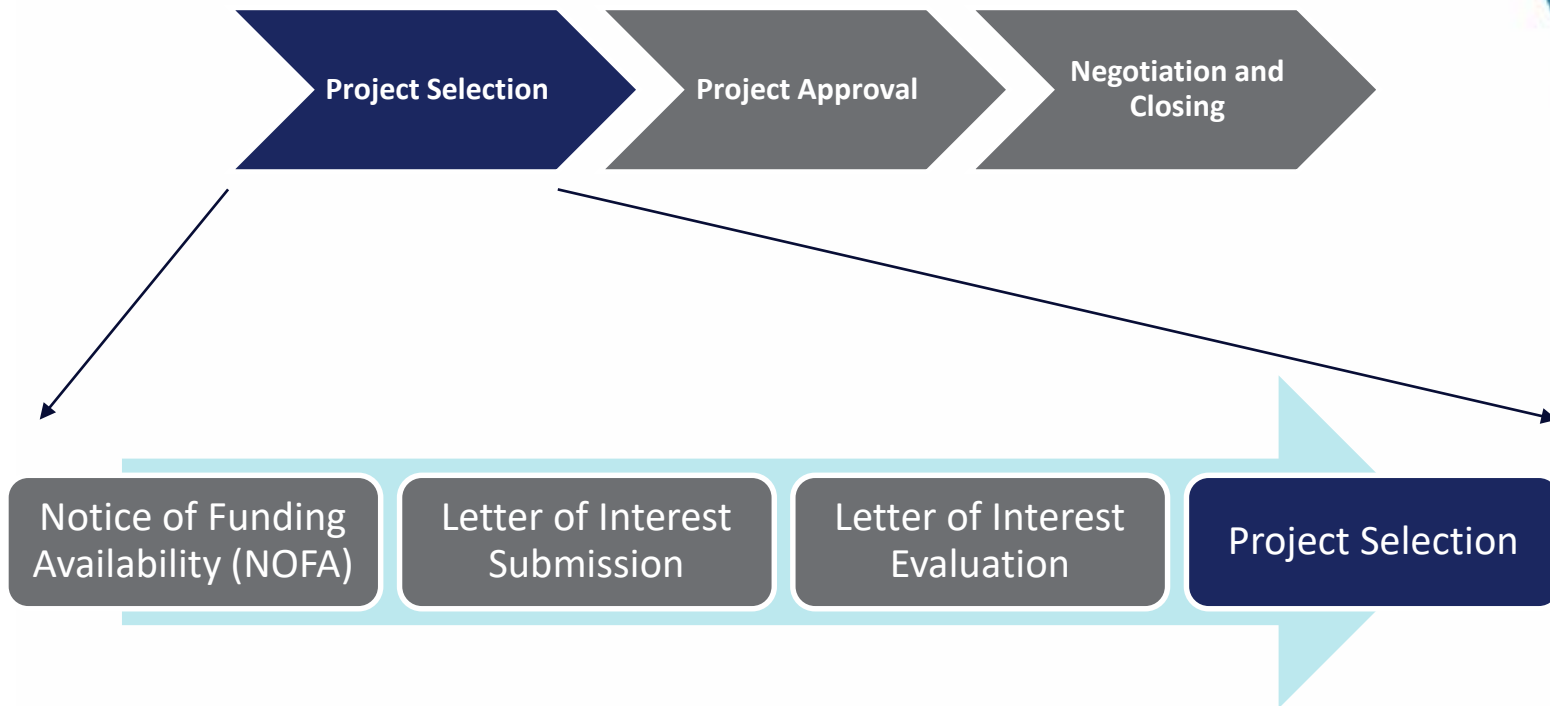 Project Selection
Project Approval
Negotiation and
Closing
Notice of Funding
Availability (NOFA)
Letter of Interest
Submission
Letter of Interest
Evaluation
Project Selection